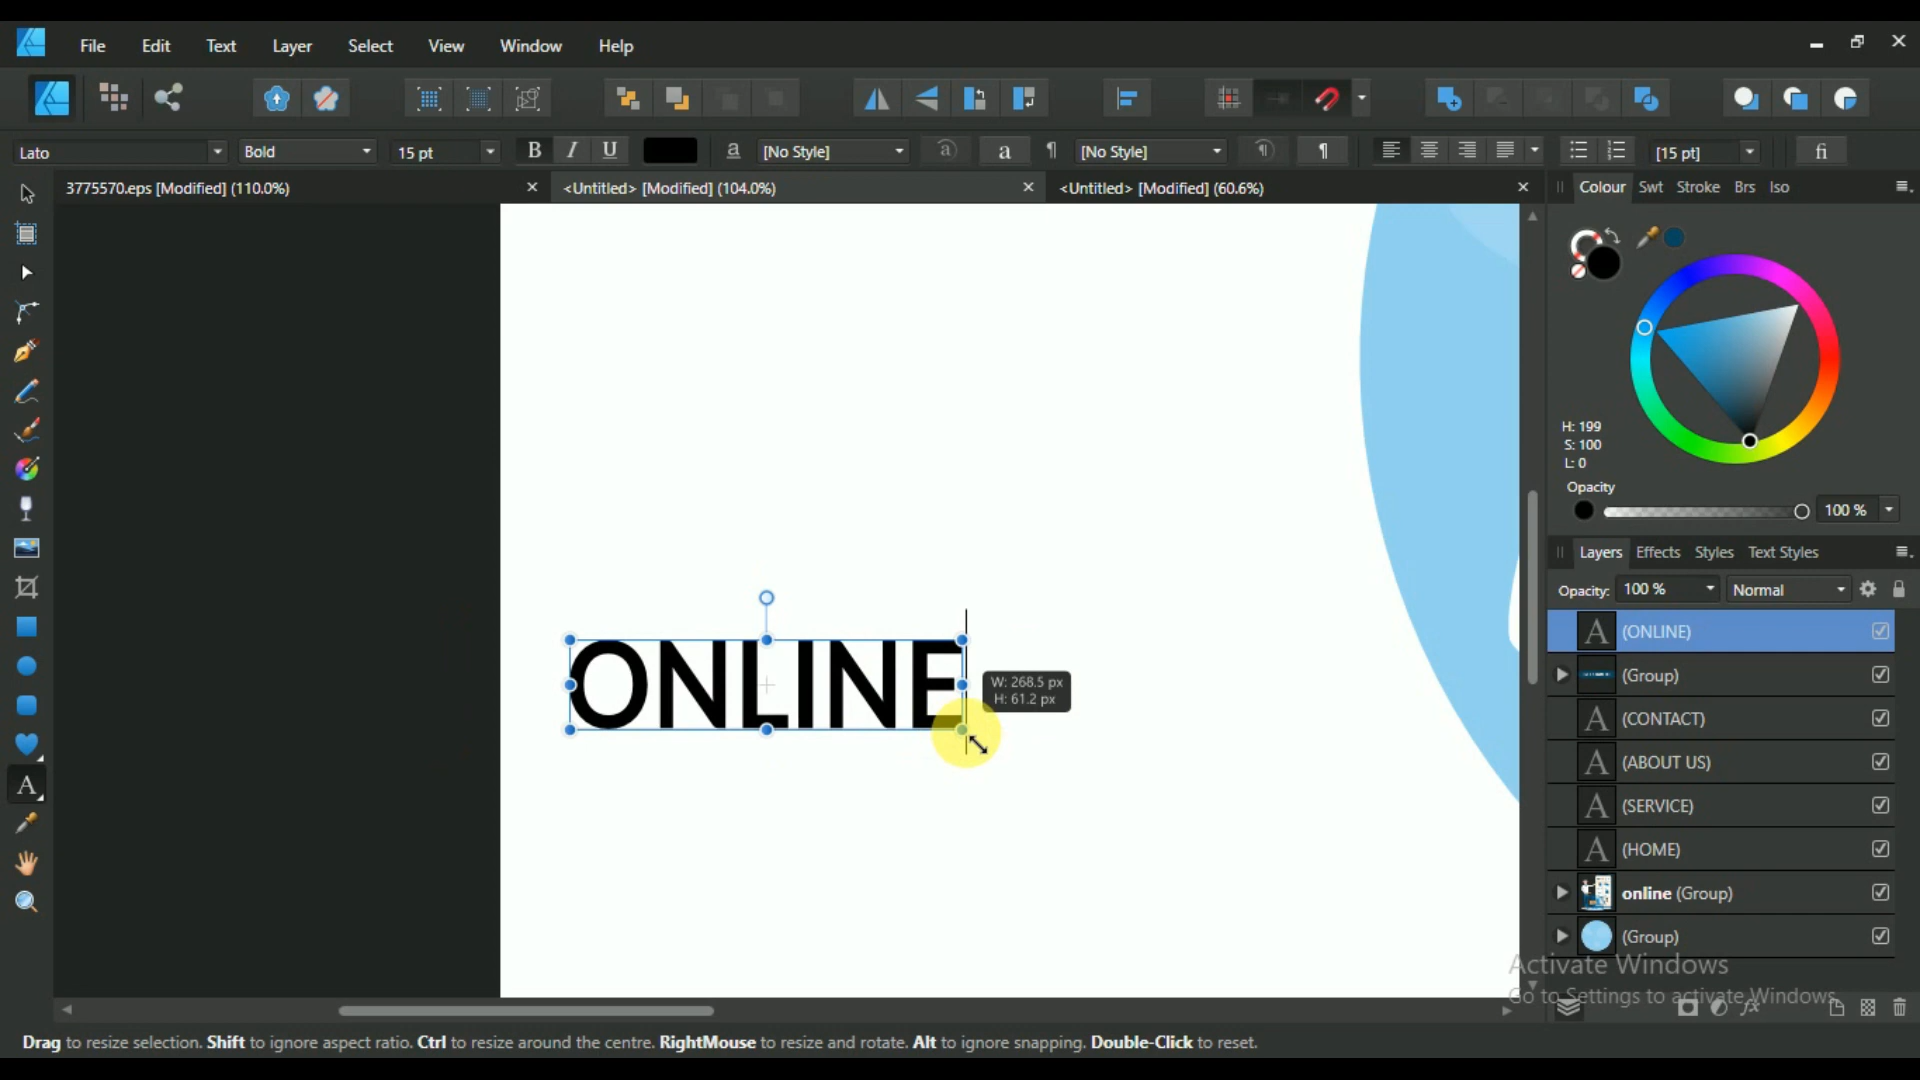 File Edit Text Layer Select View Window Help
Lato Bold 15 pt B I U a [No Style] a a ¶ [No Style] ¶ ¶ [15 pt] fi
3775570.eps [Modified] (110.0%) <Untitled> [Modified] (104.0%) <Untitled> [Modified] (60.6%)
Colour Swt Stroke Brs Iso
H: 199
S: 100
L: 0
Opacity
100 %
Layers Effects Styles Text Styles
Opacity: 100 % Normal
A (ONLINE)
(Group)
A (CONTACT)
A (ABOUT US)
A (SERVICE)
A (HOME)
online (Group)
(Group)
ONLINE
W: 268.5 px
H: 61.2 px
A
Activate Windows
Go to Settings to activate Windows.
fx
Drag to resize selection. Shift to ignore aspect ratio. Ctrl to resize around the centre. RightMouse to resize and rotate. Alt to ignore snapping. Double-Click to reset.